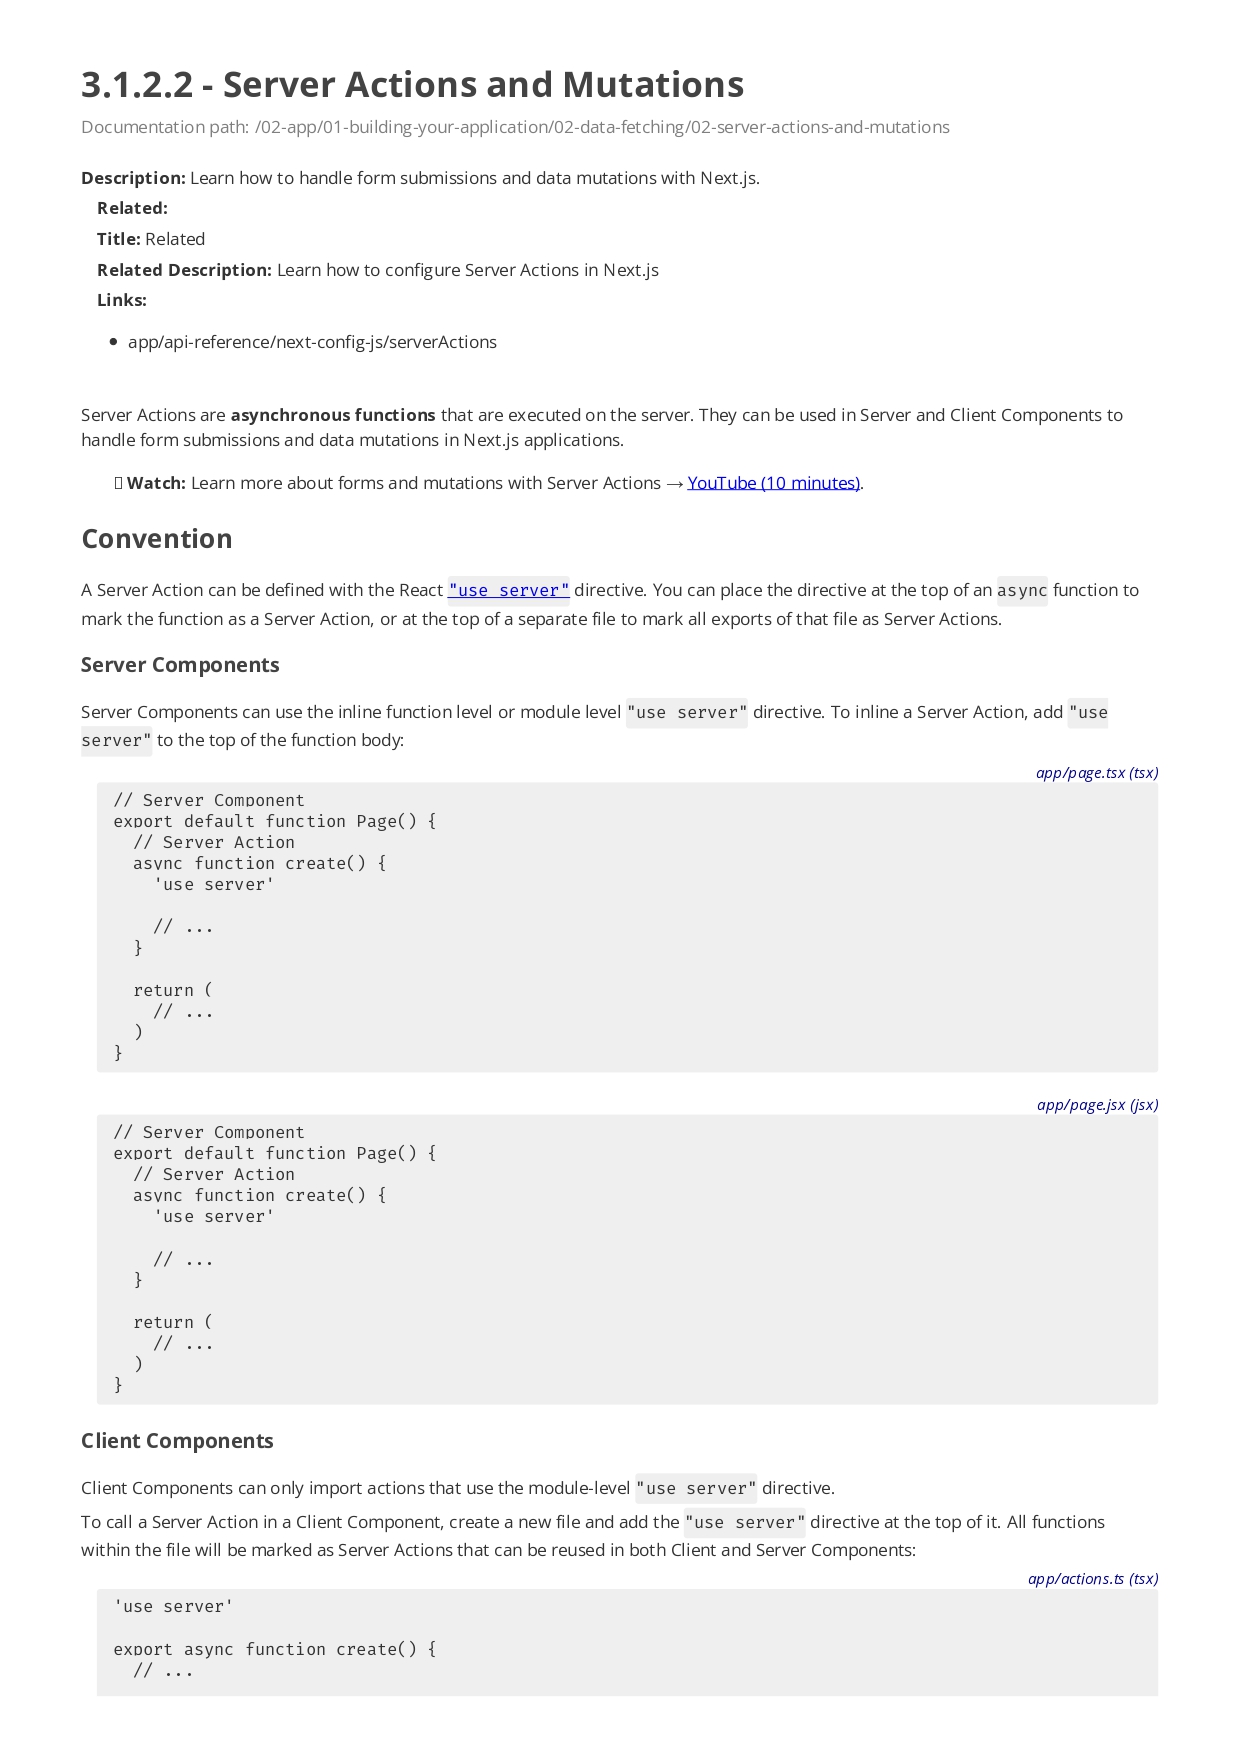 3.1.2.2 - Server Actions and Mutations
Documentation path: /02-app/01-building-your-application/02-data-fetching/02-server-actions-and-mutations
Description: Learn how to handle form submissions and data mutations with Next.js.
Related:
Title: Related
Related Description: Learn how to configure Server Actions in Next.js
Links:
● app/api-reference/next-config-js/serverActions
Server Actions are asynchronous functions that are executed on the server. They can be used in Server and Client Components to
handle form submissions and data mutations in Next.js applications.
▯ Watch: Learn more about forms and mutations with Server Actions → YouTube (10 minutes).
Convention
A Server Action can be defined with the React "use server" directive. You can place the directive at the top of an async function to
mark the function as a Server Action, or at the top of a separate file to mark all exports of that file as Server Actions.
Server Components
Server Components can use the inline function level or module level "use server" directive. To inline a Server Action, add "use
server" to the top of the function body:
app/page.tsx (tsx)
// Server Component
export default function Page() {
  // Server Action
  async function create() {
    'use server'
    // ...
  }
  return (
    // ...
  )
}
app/page.jsx (jsx)
// Server Component
export default function Page() {
  // Server Action
  async function create() {
    'use server'
    // ...
  }
  return (
    // ...
  )
}
Client Components
Client Components can only import actions that use the module-level "use server" directive.
To call a Server Action in a Client Component, create a new file and add the "use server" directive at the top of it. All functions
within the file will be marked as Server Actions that can be reused in both Client and Server Components:
app/actions.ts (tsx)
'use server'
export async function create() {
  // ...